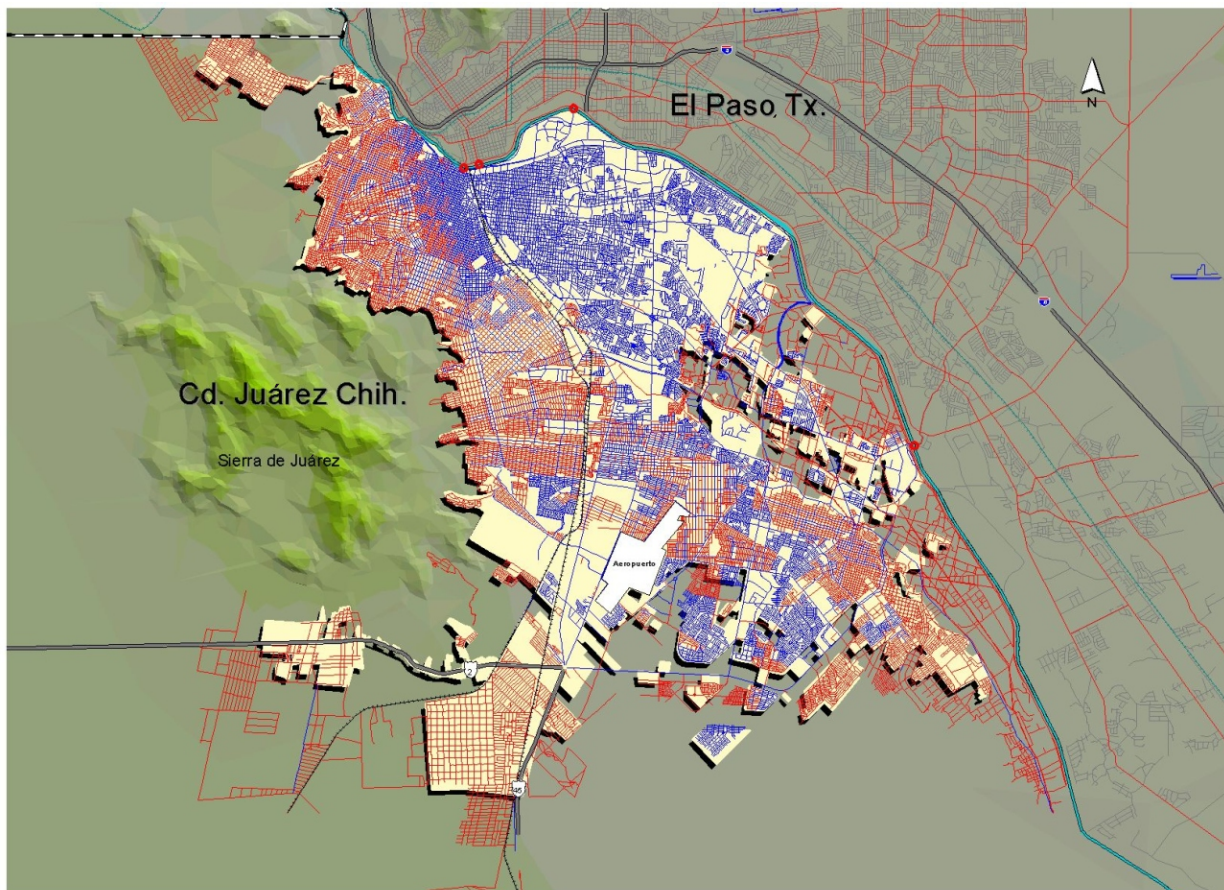 El Paso, Tx.
N
Cd. Juárez Chih.
Sierra de Juárez
Aeropuerto
2
45